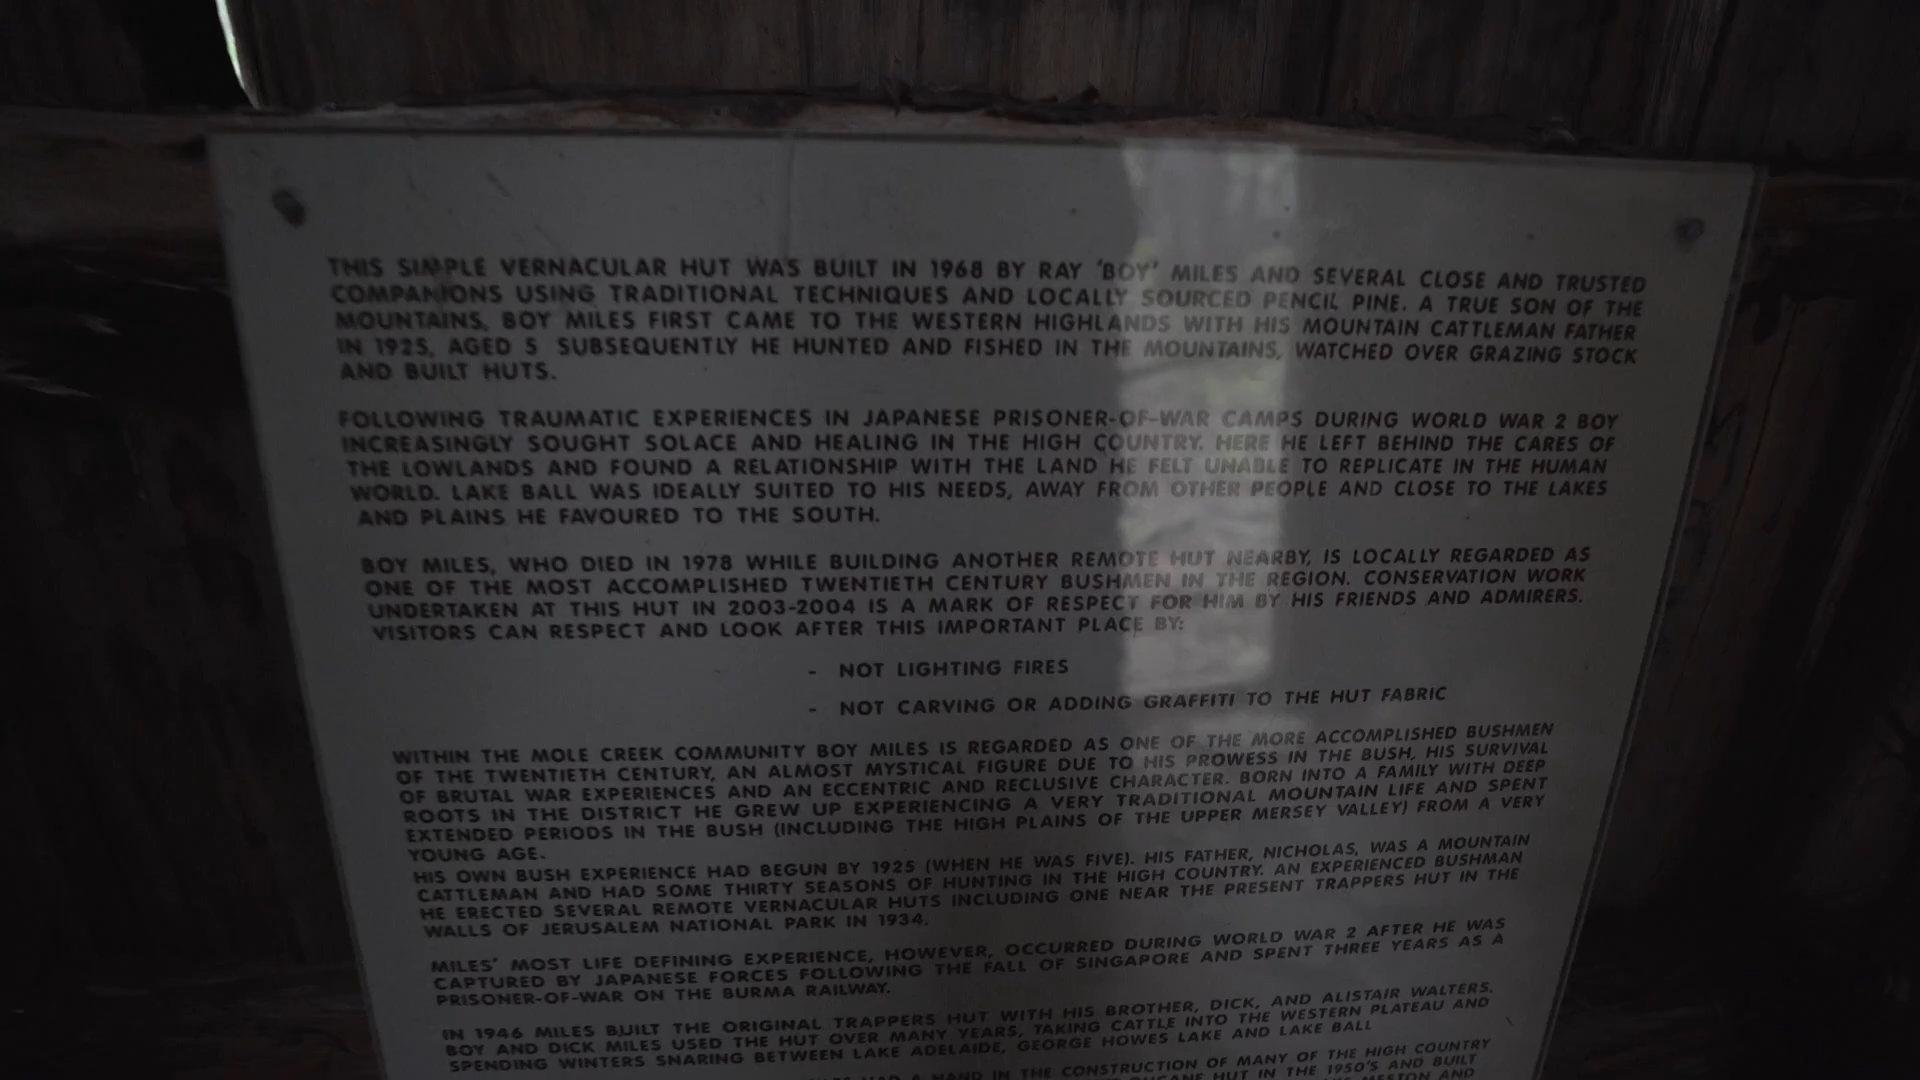 THIS SIMPLE VERNACULAR HUT WAS BUILT IN 1968 BY RAY 'BOY' MILES AND SEVERAL CLOSE AND TRUSTED
COMPANIONS USING TRADITIONAL TECHNIQUES AND LOCALLY SOURCED PENCIL PINE. A TRUE SON OF THE
MOUNTAINS, BOY MILES FIRST CAME TO THE WESTERN HIGHLANDS WITH HIS MOUNTAIN CATTLEMAN FATHER
IN 1925, AGED 5 SUBSEQUENTLY HE HUNTED AND FISHED IN THE MOUNTAINS, WATCHED OVER GRAZING STOCK
AND BUILT HUTS.
FOLLOWING TRAUMATIC EXPERIENCES IN JAPANESE PRISONER-OF-WAR CAMPS DURING WORLD WAR 2 BOY
INCREASINGLY SOUGHT SOLACE AND HEALING IN THE HIGH COUNTRY. HERE HE LEFT BEHIND THE CARES OF
THE LOWLANDS AND FOUND A RELATIONSHIP WITH THE LAND HE FELT UNABLE TO REPLICATE IN THE HUMAN
WORLD. LAKE BALL WAS IDEALLY SUITED TO HIS NEEDS, AWAY FROM OTHER PEOPLE AND CLOSE TO THE LAKES
AND PLAINS HE FAVOURED TO THE SOUTH.
BOY MILES, WHO DIED IN 1978 WHILE BUILDING ANOTHER REMOTE HUT NEARBY, IS LOCALLY REGARDED AS
ONE OF THE MOST ACCOMPLISHED TWENTIETH CENTURY BUSHMEN IN THE REGION. CONSERVATION WORK
UNDERTAKEN AT THIS HUT IN 2003-2004 IS A MARK OF RESPECT FOR HIM BY HIS FRIENDS AND ADMIRERS.
VISITORS CAN RESPECT AND LOOK AFTER THIS IMPORTANT PLACE BY:
- NOT LIGHTING FIRES
- NOT CARVING OR ADDING GRAFFITI TO THE HUT FABRIC
WITHIN THE MOLE CREEK COMMUNITY BOY MILES IS REGARDED AS ONE OF THE MORE ACCOMPLISHED BUSHMEN
OF THE TWENTIETH CENTURY, AN ALMOST MYSTICAL FIGURE DUE TO HIS PROWESS IN THE BUSH, HIS SURVIVAL
OF BRUTAL WAR EXPERIENCES AND AN ECCENTRIC AND RECLUSIVE CHARACTER. BORN INTO A FAMILY WITH DEEP
ROOTS IN THE DISTRICT HE GREW UP EXPERIENCING A VERY TRADITIONAL MOUNTAIN LIFE AND SPENT
EXTENDED PERIODS IN THE BUSH (INCLUDING THE HIGH PLAINS OF THE UPPER MERSEY VALLEY) FROM A VERY
YOUNG AGE.
HIS OWN BUSH EXPERIENCE HAD BEGUN BY 1925 (WHEN HE WAS FIVE). HIS FATHER, NICHOLAS, WAS A MOUNTAIN
CATTLEMAN AND HAD SOME THIRTY SEASONS OF HUNTING IN THE HIGH COUNTRY. AN EXPERIENCED BUSHMAN
HE ERECTED SEVERAL REMOTE VERNACULAR HUTS INCLUDING ONE NEAR THE PRESENT TRAPPERS HUT IN THE
WALLS OF JERUSALEM NATIONAL PARK IN 1934.
MILES' MOST LIFE DEFINING EXPERIENCE, HOWEVER, OCCURRED DURING WORLD WAR 2 AFTER HE WAS
CAPTURED BY JAPANESE FORCES FOLLOWING THE FALL OF SINGAPORE AND SPENT THREE YEARS AS A
PRISONER-OF-WAR ON THE BURMA RAILWAY.
IN 1946 MILES BUILT THE ORIGINAL TRAPPERS HUT WITH HIS BROTHER, DICK, AND ALISTAIR WALTERS.
BOY AND DICK MILES USED THE HUT OVER MANY YEARS, TAKING CATTLE INTO THE WESTERN PLATEAU AND
SPENDING WINTERS SNARING BETWEEN LAKE ADELAIDE, GEORGE HOWES LAKE AND LAKE BALL
HAD A HAND IN THE CONSTRUCTION OF MANY OF THE HIGH COUNTRY
HUT IN THE 1950'S AND BUILT
AND